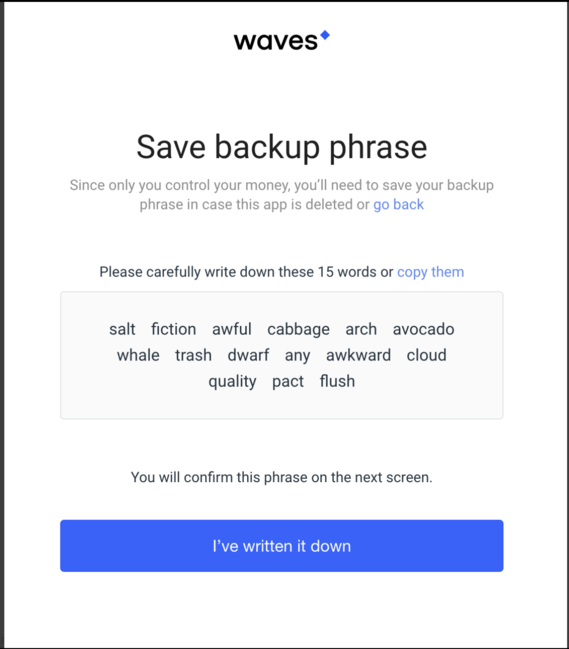 waves
Save backup phrase
Since only you control your money, you'll need to save your backup
phrase in case this app is deleted or go back
Please carefully write down these 15 words or copy them
salt fiction awful cabbage arch avocado
whale trash dwarf any awkward cloud
quality pact flush
You will confirm this phrase on the next screen.
I've written it down